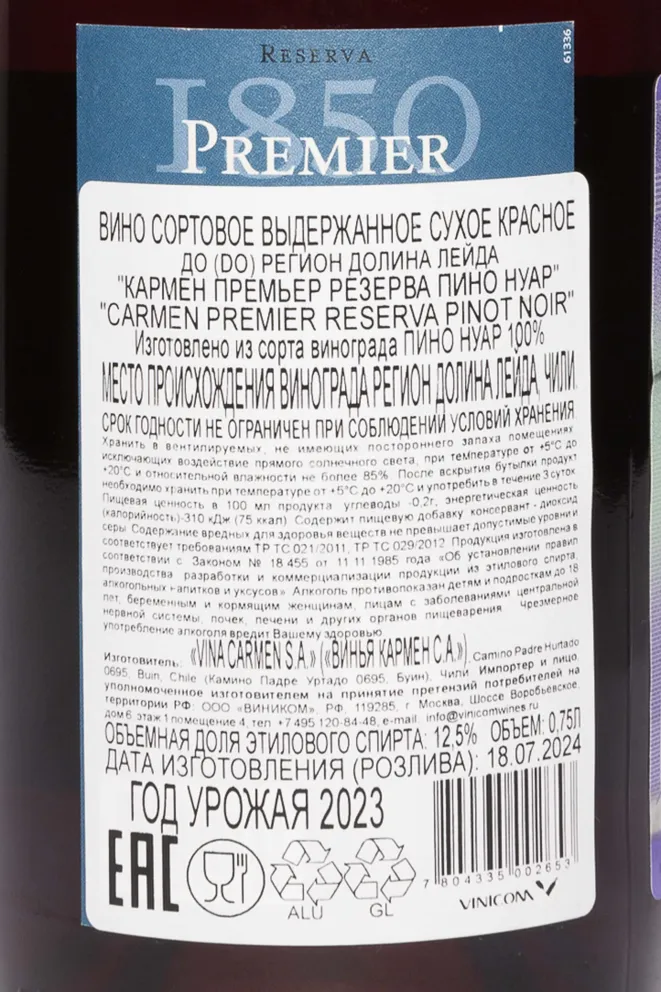 RESERVA
61336
1850
PREMIER
ВИНО СОРТОВОЕ ВЫДЕРЖАННОЕ СУХОЕ КРАСНОЕ
ДО (DO) РЕГИОН ДОЛИНА ЛЕЙДА
"КАРМЕН ПРЕМЬЕР РЕЗЕРВА ПИНО НУАР"
"CARMEN PREMIER RESERVA PINOT NOIR"
Изготовлено из сорта винограда ПИНО НУАР 100%
МЕСТО ПРОИСХОЖДЕНИЯ ВИНОГРАДА РЕГИОН ДОЛИНА ЛЕЙДА, ЧИЛИ.
СРОК ГОДНОСТИ НЕ ОГРАНИЧЕН ПРИ СОБЛЮДЕНИИ УСЛОВИЙ ХРАНЕНИЯ
Хранить в вентилируемых, не имеющих постороннего запаха помещениях
исключающих воздействие прямого солнечного света, при температуре от +5°С до
+20°С и относительной влажности не более 85%. После вскрытия бутылки продукт
необходимо хранить при температуре от +5°С до +20°С и употребить в течение 3 суток
Пищевая ценность в 100 мл продукта углеводы -0,2г, энергетическая ценность
(калорийность)-310 кДж (75 ккал) Содержит пищевую добавку консервант - диоксид
серы Содержание вредных для здоровья веществ не превышает допустимые уровни и
соответствует требованиям ТР ТС 021/2011, ТР ТС 029/2012 Продукция изготовлена в
соответствии с Законом № 18 455 от 11 11 1985 года «Об установлении правил
производства разработки и коммерциализации продукции из этилового спирта,
алкогольных напитков и уксусов» Алкоголь противопоказан детям и подросткам до 18
лет, беременным и кормящим женщинам, лицам с заболеваниями центральной
нервной системы, почек, печени и других органов пищеварения. Чрезмерное
употребление алкоголя вредит Вашему здоровью
Изготовитель: «VINA CARMEN S.A.» («ВИНЬЯ КАРМЕН С.А.»), Camino Padre Hurtado
0695, Buin, Chile (Камино Падре Уртадо 0695, Буин), Чили Импортер и лицо,
уполномоченное изготовителем на принятие претензий потребителей на
территории РФ: ООО «ВИНИКОМ», РФ, 119285, г Москва, Шоссе Воробьевское,
дом 6, этаж 1 помещение 4, тел +7 495 120-84-48, e-mail. info@vinicomwines.ru
ОБЪЕМНАЯ ДОЛЯ ЭТИЛОВОГО СПИРТА: 12,5% ОБЪЕМ: 0,75Л
ДАТА ИЗГОТОВЛЕНИЯ (РОЗЛИВА): 18.07.2024
ГОД УРОЖАЯ 2023
EAC
ALU
GL
7 804335 002653
VINICOM